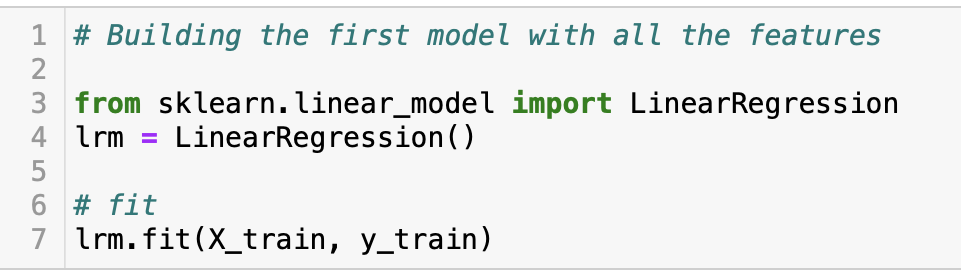 1 # Building the first model with all the features
2
3 from sklearn.linear_model import LinearRegression
4 lrm = LinearRegression()
5
6 # fit
7 lrm.fit(X_train, y_train)